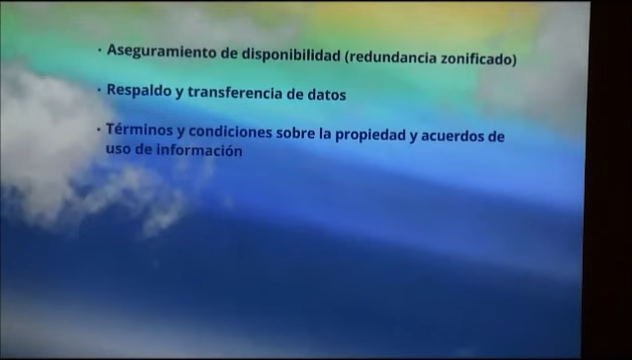 · Aseguramiento de disponibilidad (redundancia zonificado)
· Respaldo y transferencia de datos
· Términos y condiciones sobre la propiedad y acuerdos de
uso de información